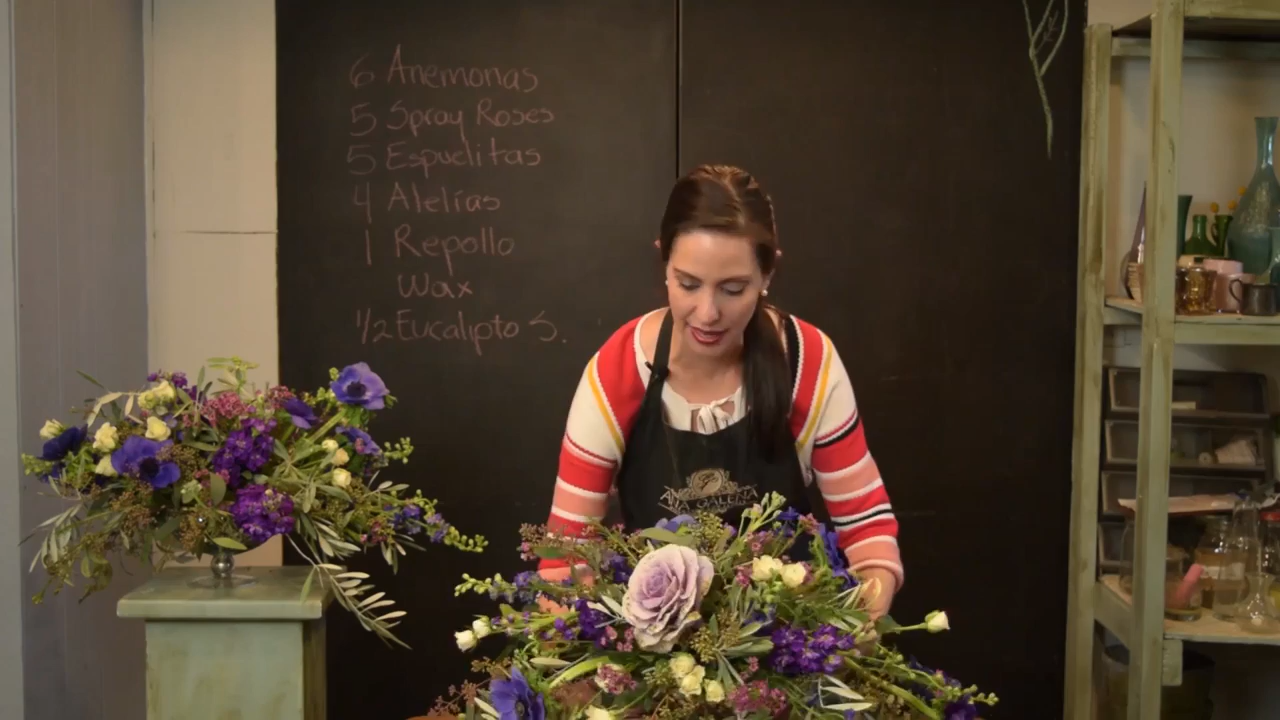 6 Anemonas
5 Spray Roses
5 Espuelitas
4 Alelías
1 Repollo
Wax
1/2 Eucalipto S.